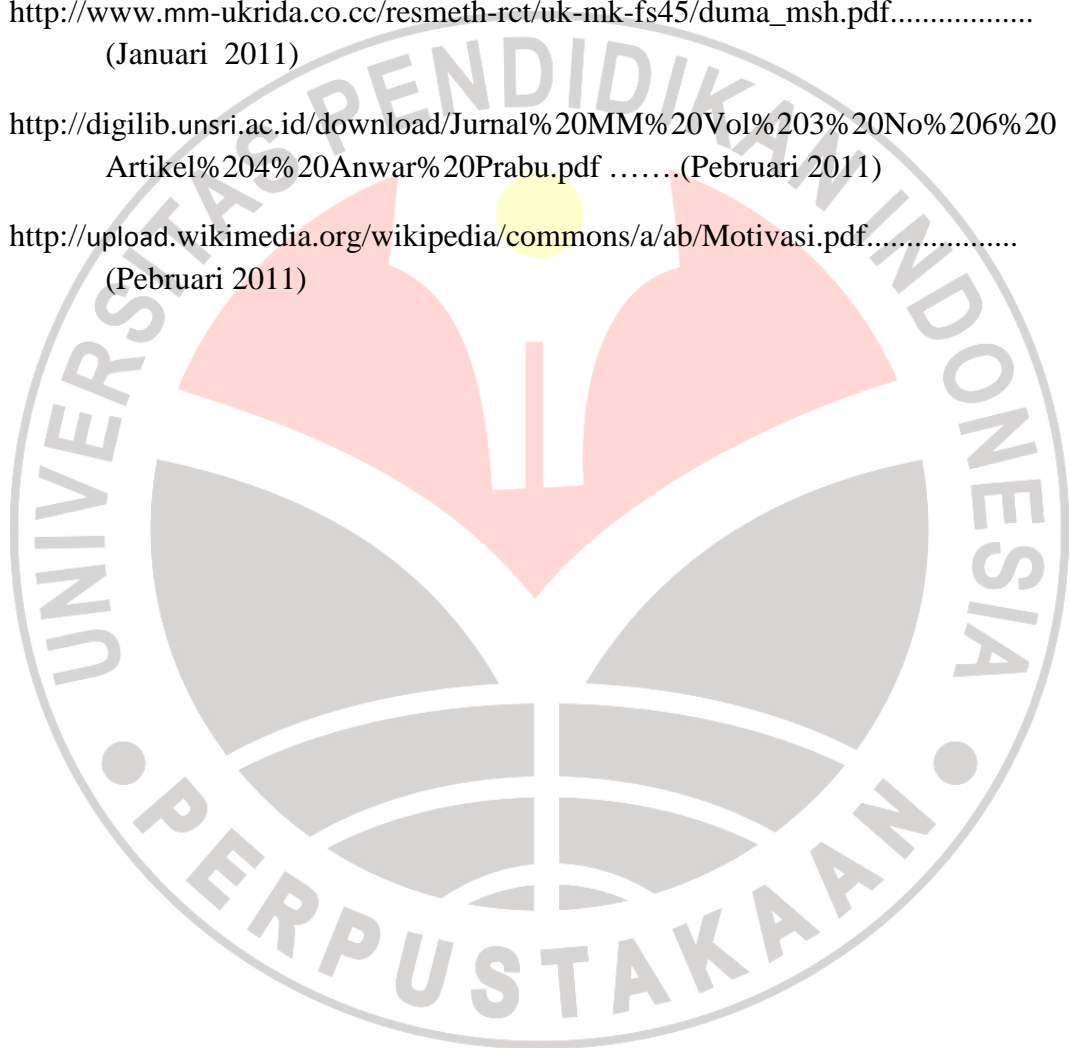 http://www.mm-ukrida.co.cc/resmeth-rct/uk-mk-fs45/duma_msh.pdf..................
(Januari 2011)
http://digilib.unsri.ac.id/download/Jurnal%20MM%20Vol%203%20No%206%20
Artikel%204%20Anwar%20Prabu.pdf …….(Pebruari 2011)
http://upload.wikimedia.org/wikipedia/commons/a/ab/Motivasi.pdf..................
(Pebruari 2011)
UNIVERSITAS PENDIDIKAN INDONESIA
PERPUSTAKAAN